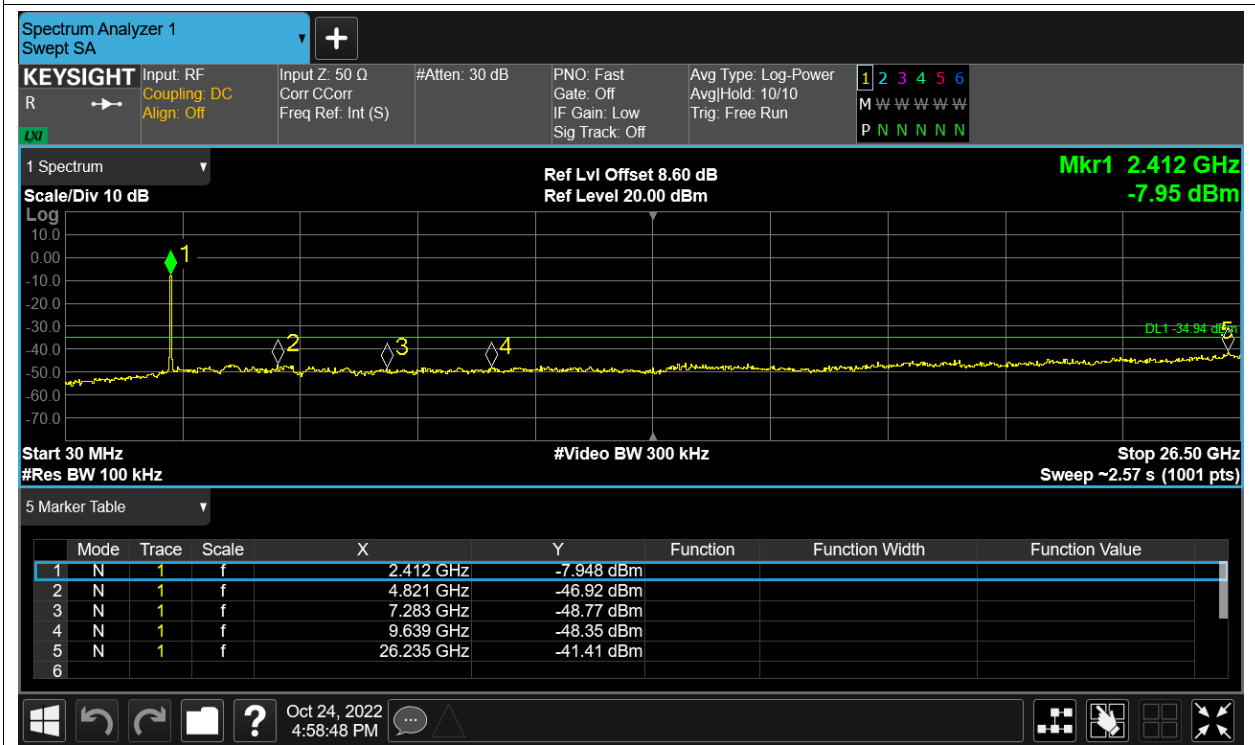 Spectrum Analyzer 1
Swept SA
+
KEYSIGHT Input: RF Input Z: 50 Ω #Atten: 30 dB PNO: Fast Avg Type: Log-Power 1 2 3 4 5 6
R Coupling: DC Corr CCorr Gate: Off Avg|Hold: 10/10 M W W W W W
Align: Off Freq Ref: Int (S) IF Gain: Low Trig: Free Run
LXI Sig Track: Off P N N N N N
1 Spectrum
Ref Lvl Offset 8.60 dB Mkr1 2.412 GHz
Scale/Div 10 dB Ref Level 20.00 dBm -7.95 dBm
Log
10.0
1
0.00
-10.0
-20.0
-30.0
DL1 -34.94 dBm
5
2 3 4
-40.0
-50.0
-60.0
-70.0
Start 30 MHz #Video BW 300 kHz Stop 26.50 GHz
#Res BW 100 kHz Sweep ~2.57 s (1001 pts)
5 Marker Table
Mode Trace Scale X Y Function Function Width Function Value
1 N 1 f 2.412 GHz -7.948 dBm
2 N 1 f 4.821 GHz -46.92 dBm
3 N 1 f 7.283 GHz -48.77 dBm
4 N 1 f 9.639 GHz -48.35 dBm
5 N 1 f 26.235 GHz -41.41 dBm
6
? Oct 24, 2022
4:58:48 PM